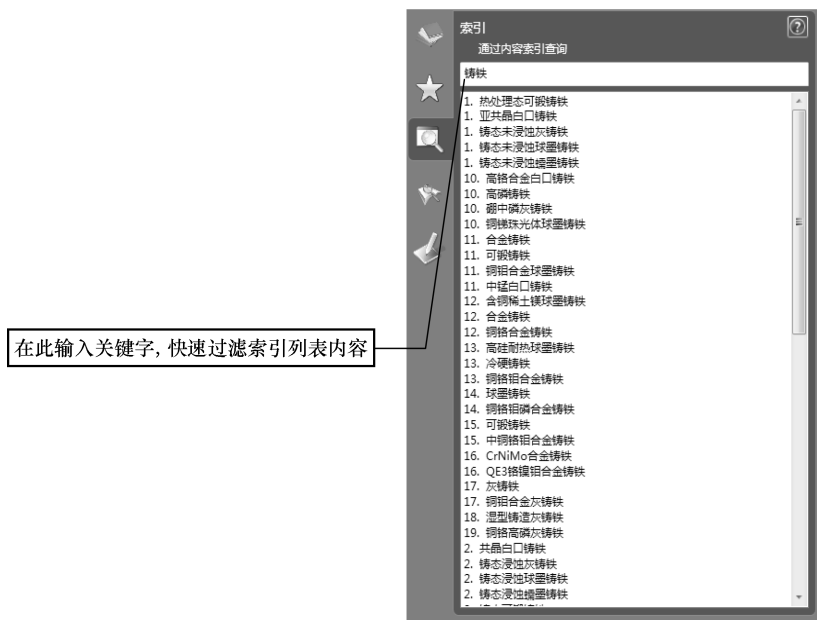 索引
通过内容索引查询
铸铁
1. 热处理态可锻铸铁
1. 亚共晶白口铸铁
1. 铸态未浸蚀灰铸铁
1. 铸态未浸蚀球墨铸铁
1. 铸态未浸蚀蠕墨铸铁
10. 高铬合金白口铸铁
10. 高磷铸铁
10. 硼中磷灰铸铁
10. 铜锑珠光体球墨铸铁
11. 合金铸铁
11. 可锻铸铁
11. 铜钼合金球墨铸铁
11. 中锰白口铸铁
12. 含铜稀土镁球墨铸铁
12. 合金铸铁
12. 铜铬合金铸铁
13. 高硅耐热球墨铸铁
13. 冷硬铸铁
13. 铜铬钼合金铸铁
14. 球墨铸铁
14. 铜铬钼磷合金铸铁
15. 可锻铸铁
15. 中铜铬钼合金铸铁
16. CrNiMo合金铸铁
16. QE3铬镍钼合金铸铁
17. 灰铸铁
17. 铜钼合金灰铸铁
18. 湿型铸造灰铸铁
19. 铜铬高磷灰铸铁
2. 共晶白口铸铁
2. 铸态浸蚀灰铸铁
2. 铸态浸蚀球墨铸铁
2. 铸态浸蚀蠕墨铸铁
在此输入关键字, 快速过滤索引列表内容